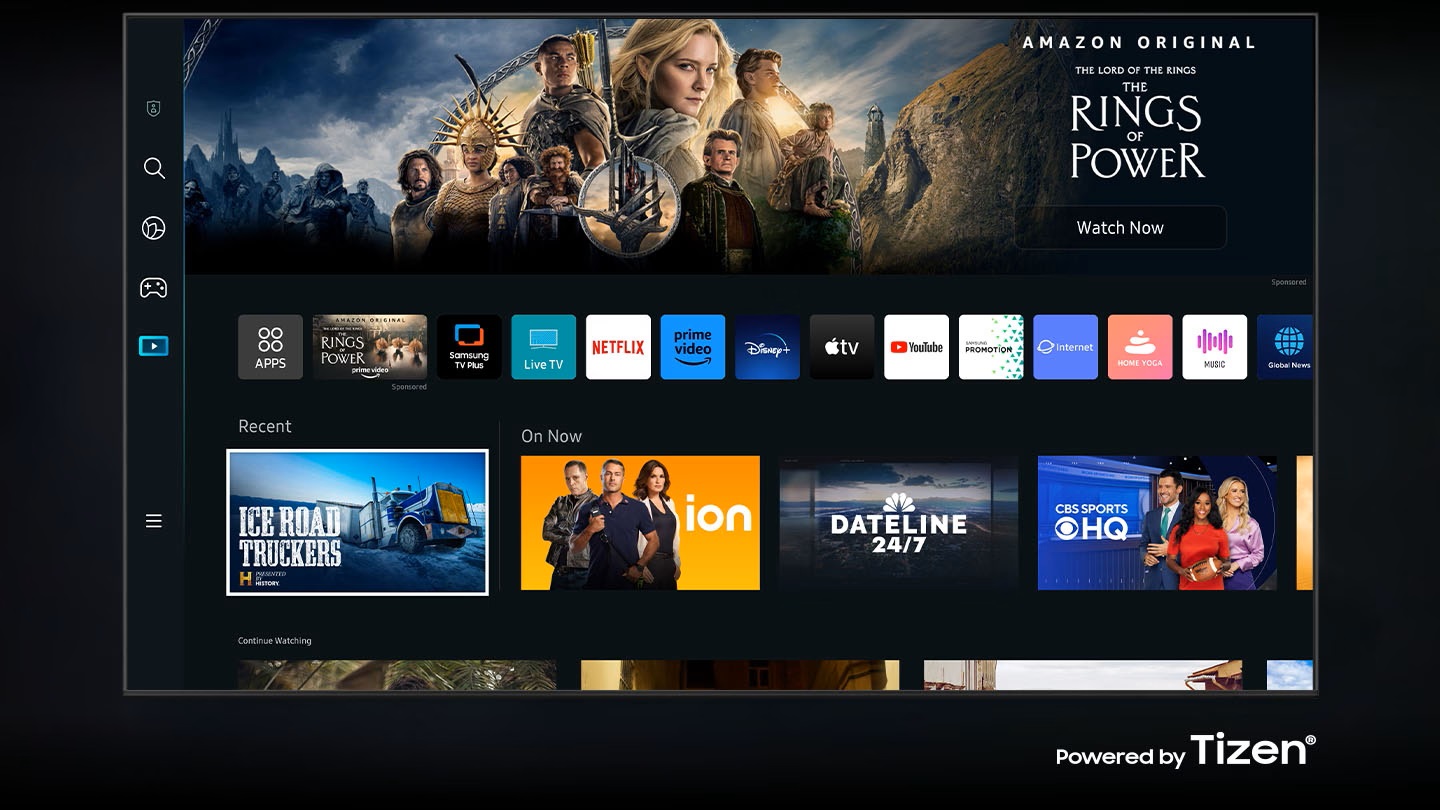 AMAZON ORIGINAL
THE LORD OF THE RINGS
THE
RINGS
OF
POWER
Watch Now
Sponsored
APPS
AMAZON ORIGINAL
THE LORD OF THE RINGS
THE
RINGS
OF
POWER
prime video
Sponsored
Samsung
TV Plus
Live TV
NETFLIX
prime
video
Disney+
tv
YouTube
SAMSUNG
PROMOTION
Internet
HOME YOGA
MUSIC
Global News
Recent
On Now
ICE ROAD
TRUCKERS
H PRESENTED
BY
HISTORY.
ion
DATELINE
24/7
CBS SPORTS
HQ
Continue Watching
Powered by Tizen®